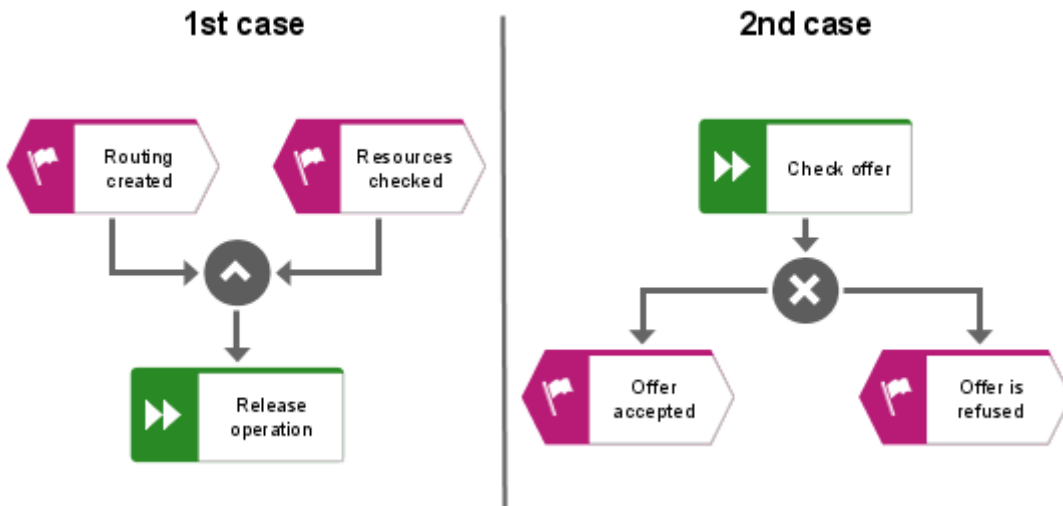 1st case
2nd case
Routing
created
Resources
checked
Check offer
Release
operation
Offer
accepted
Offer is
refused